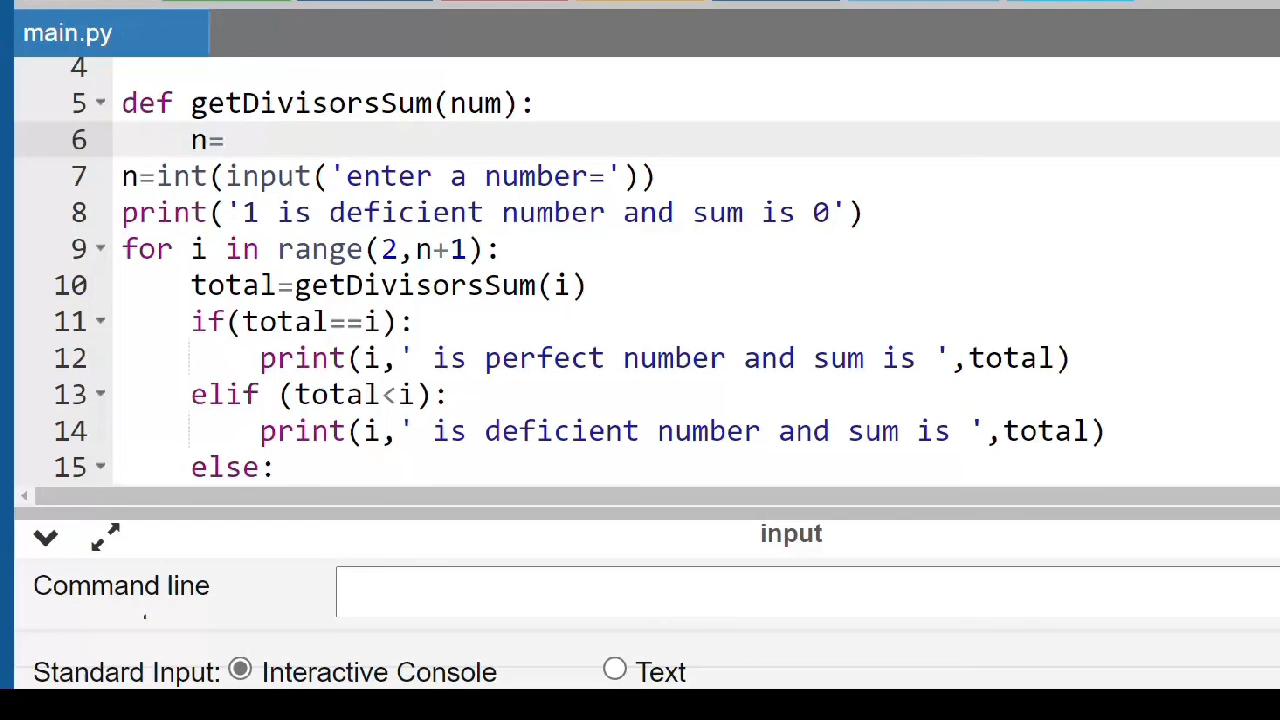 main.py
4
5 def getDivisorsSum(num):
6 n=
7 n=int(input('enter a number='))
8 print('1 is deficient number and sum is 0')
9 for i in range(2,n+1):
10 total=getDivisorsSum(i)
11 if(total==i):
12 print(i,' is perfect number and sum is ',total)
13 elif (total<i):
14 print(i,' is deficient number and sum is ',total)
15 else:
input
Command line
Standard Input: Interactive Console Text